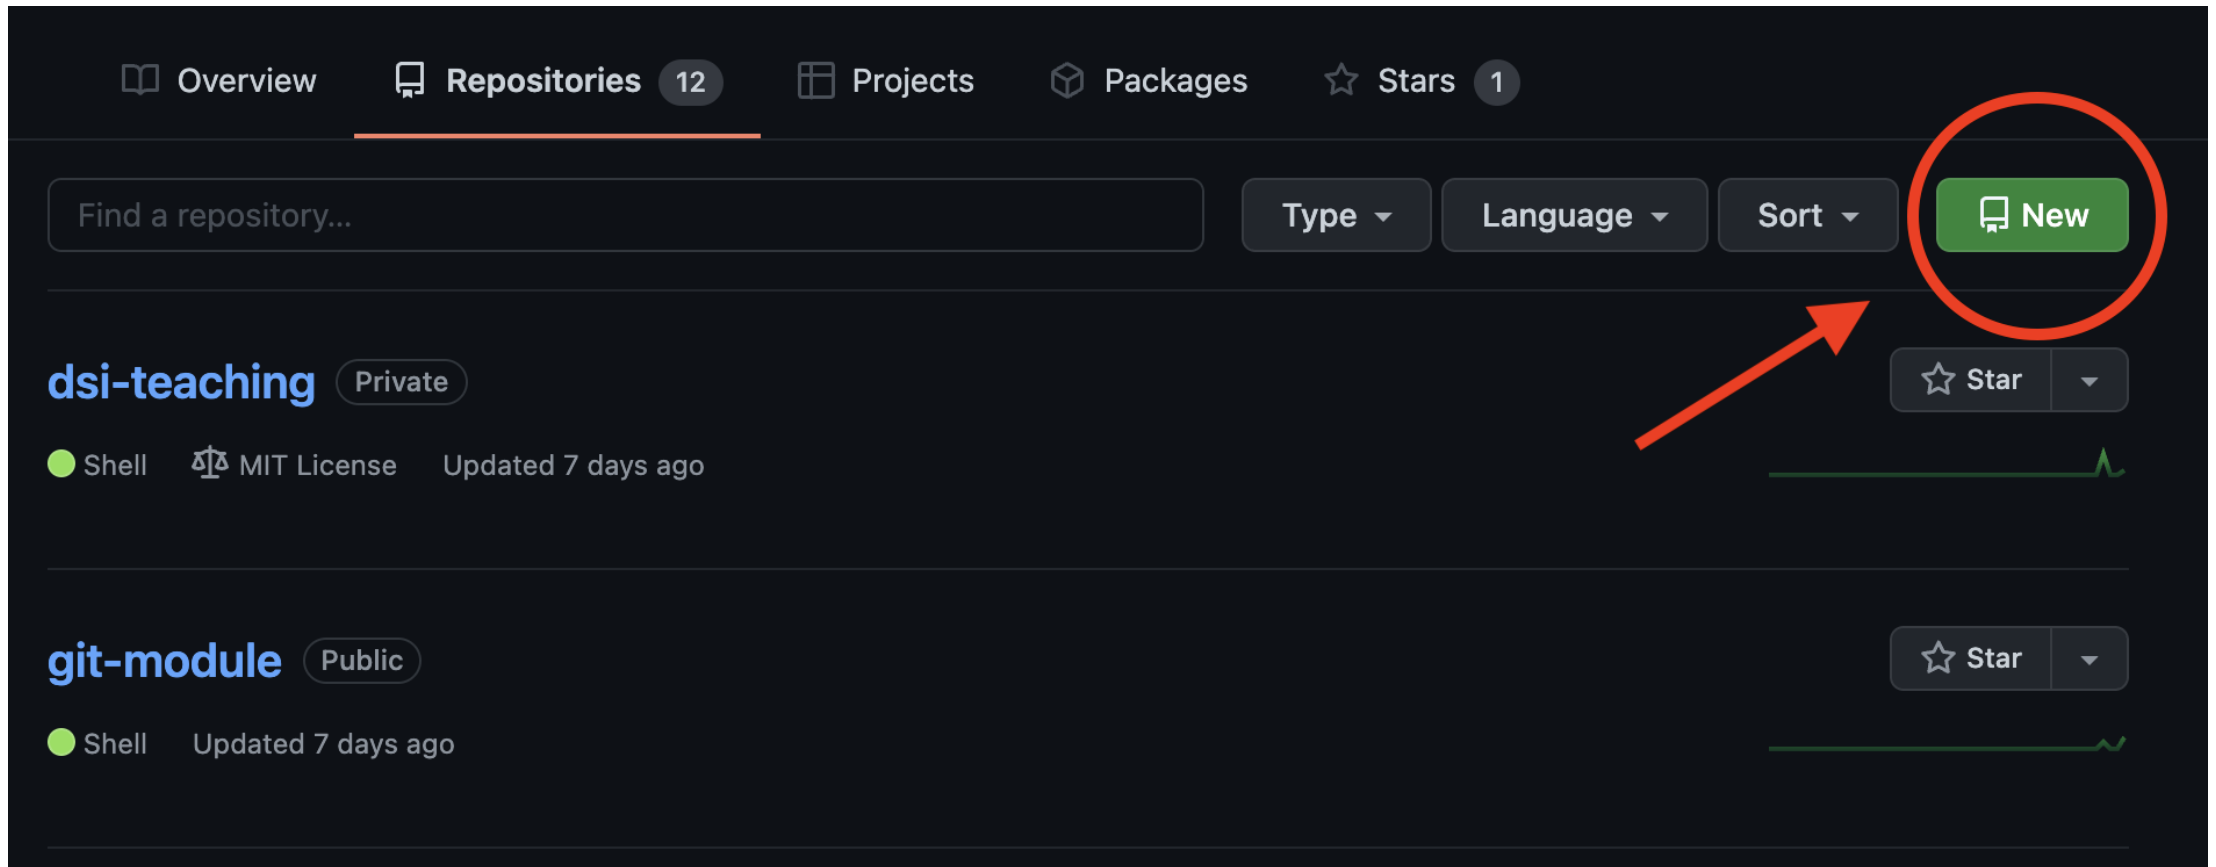 Overview Repositories 12 Projects Packages Stars 1
Find a repository... Type Language Sort New
dsi-teaching Private Star
Shell MIT License Updated 7 days ago
git-module Public Star
Shell Updated 7 days ago